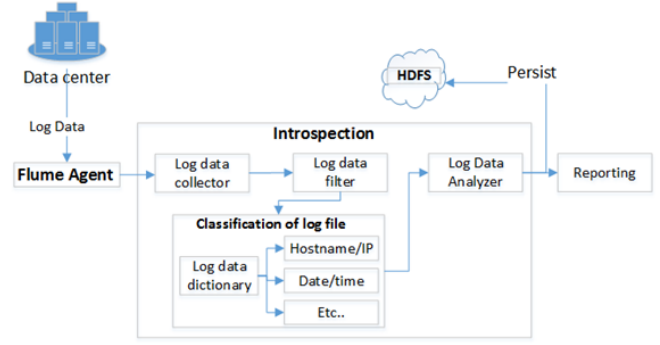 Data center
HDFS
Persist
Log Data
Introspection
Flume Agent
Log data
collector
Log data
filter
Log Data
Analyzer
Reporting
Classification of log file
Log data
dictionary
Hostname/IP
Date/time
Etc..